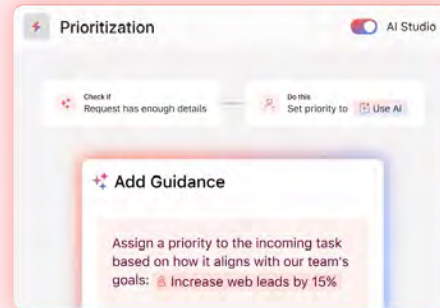 Prioritization
AI Studio
Check if
Request has enough details
Do this
Set priority to Use AI
Add Guidance
Assign a priority to the incoming task
based on how it aligns with our team's
goals: Increase web leads by 15%